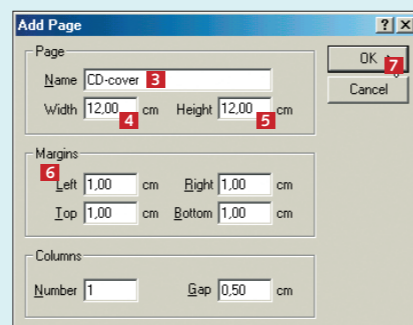 Add Page
Page
Name CD-cover 3
OK 7
Width 12,00 4 cm Height 12,00 5 cm
Cancel
Margins
6
Left 1,00 cm Right 1,00 cm
Top 1,00 cm Bottom 1,00 cm
Columns
Number 1 Gap 0,50 cm